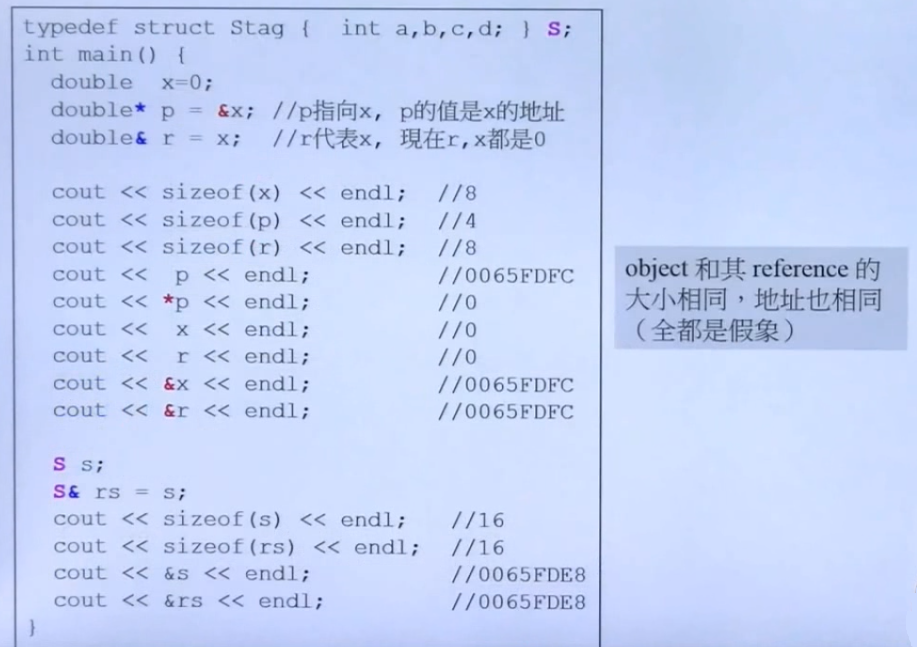 typedef struct Stag {  int a,b,c,d; } S;
int main() {
  double  x=0;
  double* p = &x; //p指向x, p的值是x的地址
  double& r = x;  //r代表x, 現在r,x都是0
  cout << sizeof(x) << endl;  //8
  cout << sizeof(p) << endl;  //4
  cout << sizeof(r) << endl;  //8
  cout <<  p << endl;         //0065FDFC
  cout << *p << endl;         //0
  cout <<  x << endl;         //0
  cout <<  r << endl;         //0
  cout << &x << endl;         //0065FDFC
  cout << &r << endl;         //0065FDFC
  S s;
  S& rs = s;
  cout << sizeof(s) << endl;   //16
  cout << sizeof(rs) << endl;  //16
  cout << &s << endl;          //0065FDE8
  cout << &rs << endl;         //0065FDE8
}
object 和其 reference 的
大小相同，地址也相同
（全都是假象）